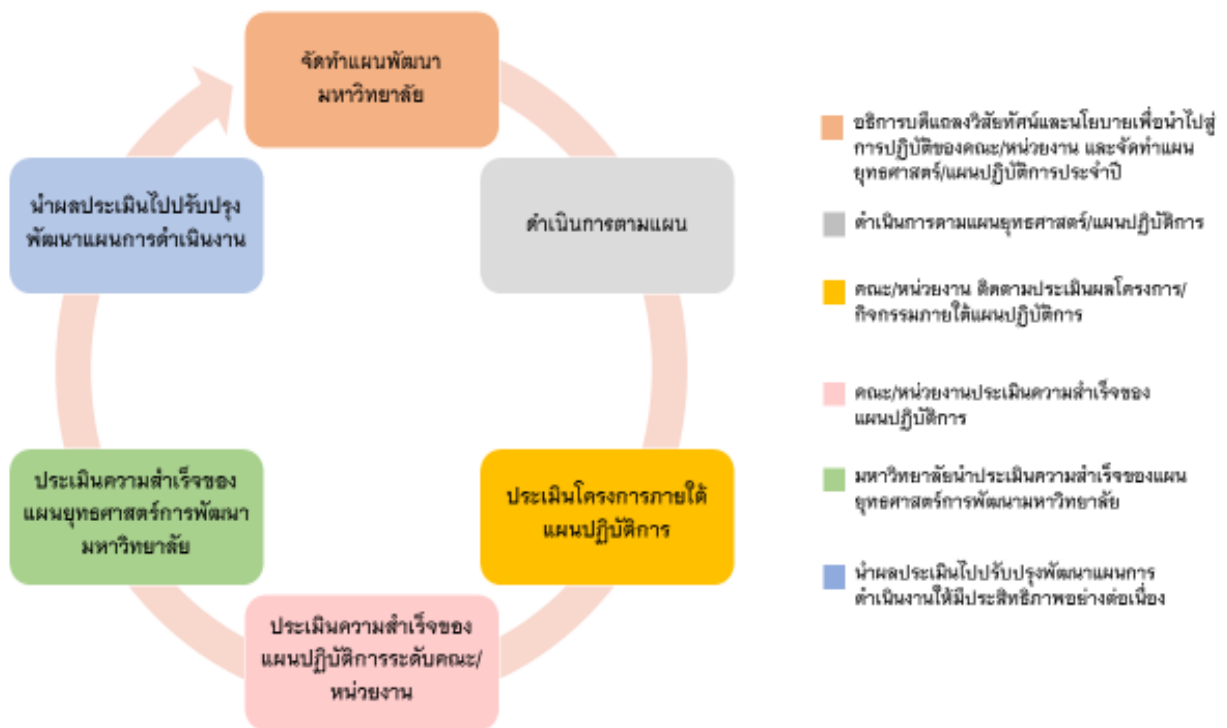 จัดทำแผนพัฒนา
มหาวิทยาลัย
ดำเนินการตามแผน
ประเมินโครงการภายใต้
แผนปฏิบัติการ
ประเมินความสำเร็จของ
แผนปฏิบัติการระดับคณะ/
หน่วยงาน
ประเมินความสำเร็จของ
แผนยุทธศาสตร์การพัฒนา
มหาวิทยาลัย
นำผลประเมินไปปรับปรุง
พัฒนาแผนการดำเนินงาน
อธิการบดีแถลงวิสัยทัศน์และนโยบายเพื่อนำไปสู่
การปฏิบัติของคณะ/หน่วยงาน และจัดทำแผน
ยุทธศาสตร์/แผนปฏิบัติการประจำปี
ดำเนินการตามแผนยุทธศาสตร์/แผนปฏิบัติการ
คณะ/หน่วยงาน ติดตามประเมินผลโครงการ/
กิจกรรมภายใต้แผนปฏิบัติการ
คณะ/หน่วยงานประเมินความสำเร็จของ
แผนปฏิบัติการ
มหาวิทยาลัยนำประเมินความสำเร็จของแผน
ยุทธศาสตร์การพัฒนามหาวิทยาลัย
นำผลประเมินไปปรับปรุงพัฒนาแผนการ
ดำเนินงานให้มีประสิทธิภาพอย่างต่อเนื่อง